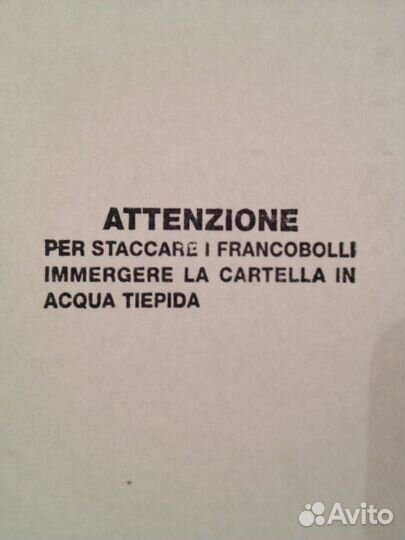 ATTENZIONE
PER STACCARE I FRANCOBOLLI
IMMERGERE LA CARTELLA IN
ACQUA TIEPIDA
Avito